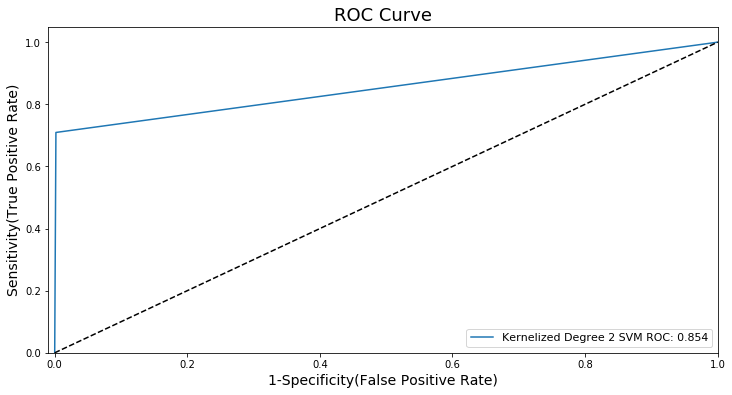 ROC Curve
Sensitivity(True Positive Rate)
1.0
0.8
0.6
0.4
0.2
0.0
0.0 0.2 0.4 0.6 0.8 1.0
Kernelized Degree 2 SVM ROC: 0.854
1-Specificity(False Positive Rate)